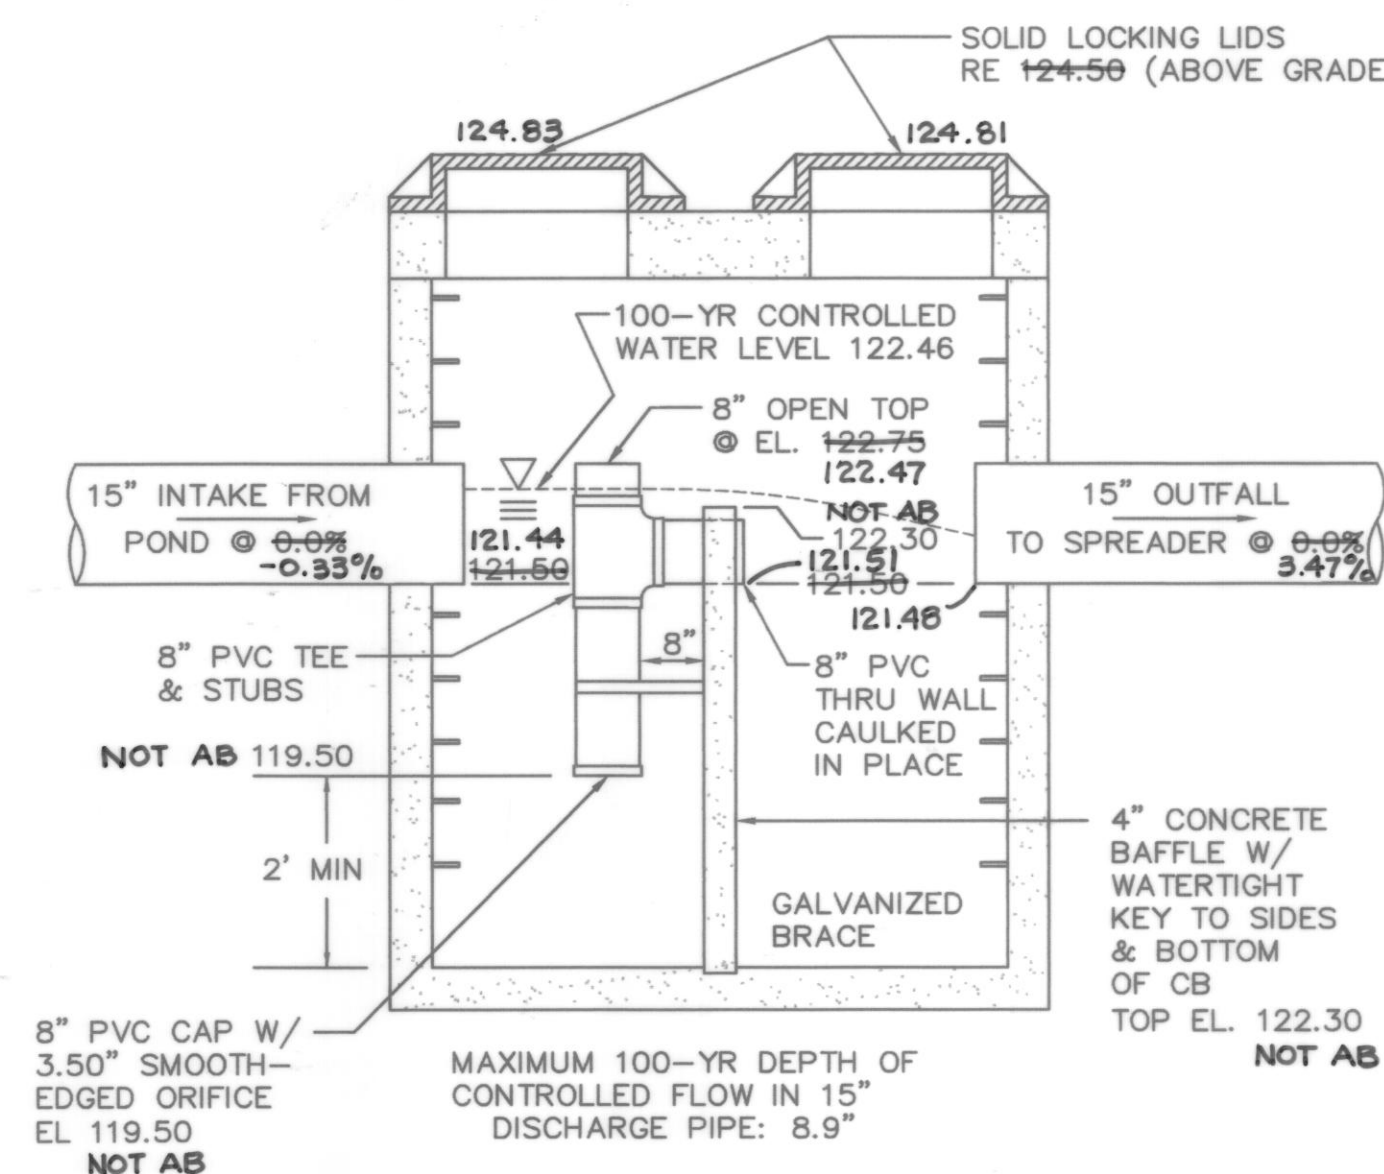 SOLID LOCKING LIDS
RE 124.50 (ABOVE GRADE
124.83
124.81
100-YR CONTROLLED
WATER LEVEL 122.46
8" OPEN TOP
@ EL. 122.75
122.47
NOT AB
122.30
15" INTAKE FROM
POND @ 0.0%
-0.33%
121.44
121.50
121.51
121.50
121.48
15" OUTFALL
TO SPREADER @ 0.0%
3.47%
8" PVC TEE
& STUBS
8"
8" PVC
THRU WALL
CAULKED
IN PLACE
NOT AB 119.50
2' MIN
GALVANIZED
BRACE
4" CONCRETE
BAFFLE W/
WATERTIGHT
KEY TO SIDES
& BOTTOM
OF CB
TOP EL. 122.30
NOT AB
8" PVC CAP W/
3.50" SMOOTH-
EDGED ORIFICE
EL 119.50
NOT AB
MAXIMUM 100-YR DEPTH OF
CONTROLLED FLOW IN 15"
DISCHARGE PIPE: 8.9"